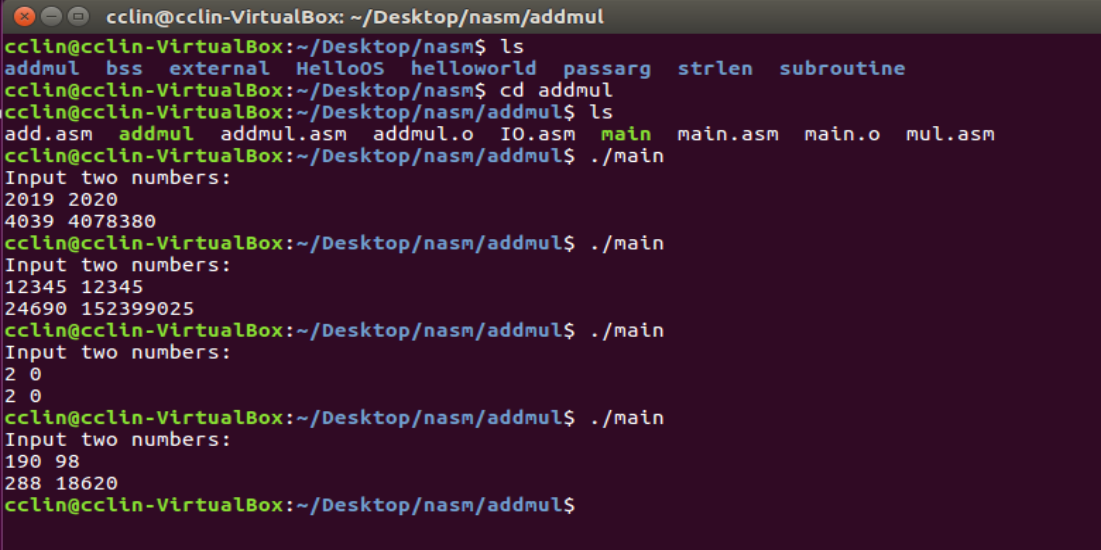 cclin@cclin-VirtualBox: ~/Desktop/nasm/addmul
cclin@cclin-VirtualBox:~/Desktop/nasm$ ls
addmul bss external HelloOS helloworld passarg strlen subroutine
cclin@cclin-VirtualBox:~/Desktop/nasm$ cd addmul
cclin@cclin-VirtualBox:~/Desktop/nasm/addmul$ ls
add.asm addmul addmul.asm addmul.o IO.asm main main.asm main.o mul.asm
cclin@cclin-VirtualBox:~/Desktop/nasm/addmul$ ./main
Input two numbers:
2019 2020
4039 4078380
cclin@cclin-VirtualBox:~/Desktop/nasm/addmul$ ./main
Input two numbers:
12345 12345
24690 152399025
cclin@cclin-VirtualBox:~/Desktop/nasm/addmul$ ./main
Input two numbers:
2 0
2 0
cclin@cclin-VirtualBox:~/Desktop/nasm/addmul$ ./main
Input two numbers:
190 98
288 18620
cclin@cclin-VirtualBox:~/Desktop/nasm/addmul$